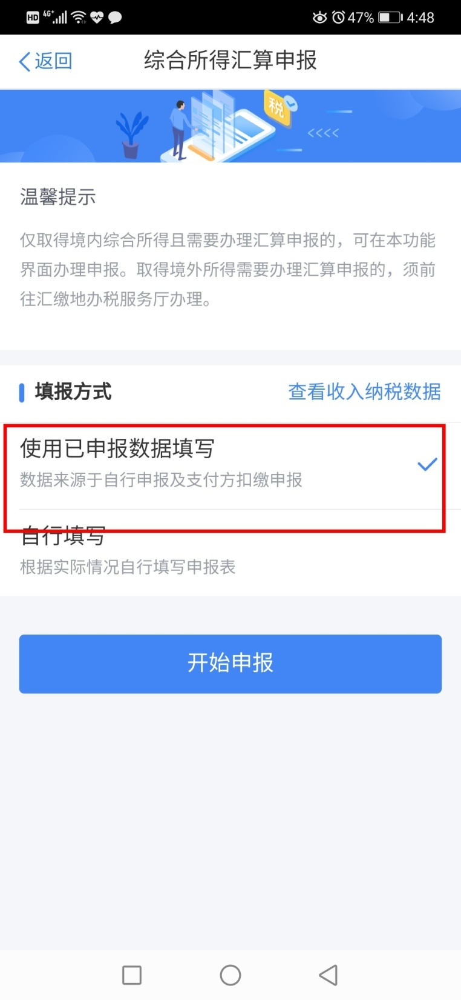 HD 4G+ 47% 4:48
返回 综合所得汇算申报
税
温馨提示
仅取得境内综合所得且需要办理汇算申报的，可在本功能
界面办理申报。取得境外所得需要办理汇算申报的，须前
往汇缴地办税服务厅办理。
填报方式 查看收入纳税数据
使用已申报数据填写
数据来源于自行申报及支付方扣缴申报
自行填写
根据实际情况自行填写申报表
开始申报